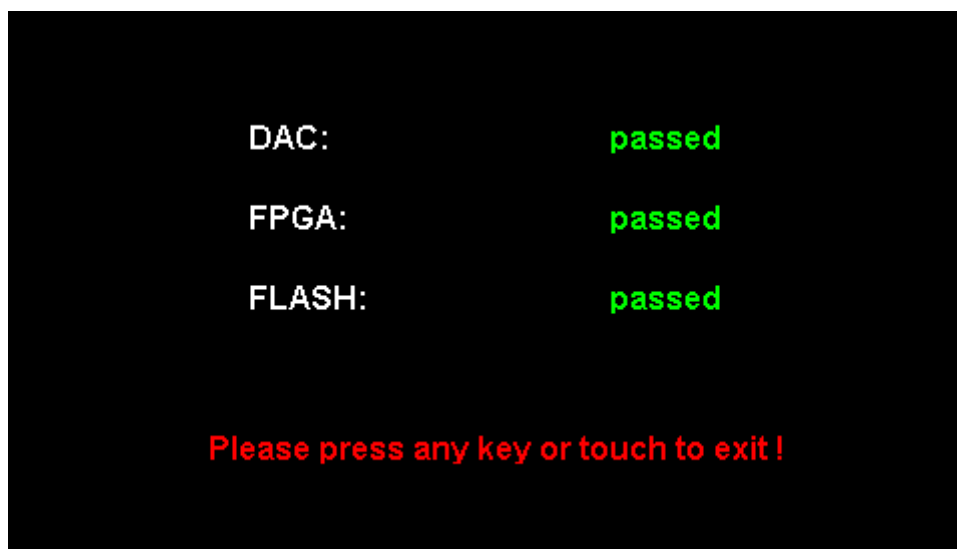 DAC: passed
FPGA: passed
FLASH: passed
Please press any key or touch to exit !